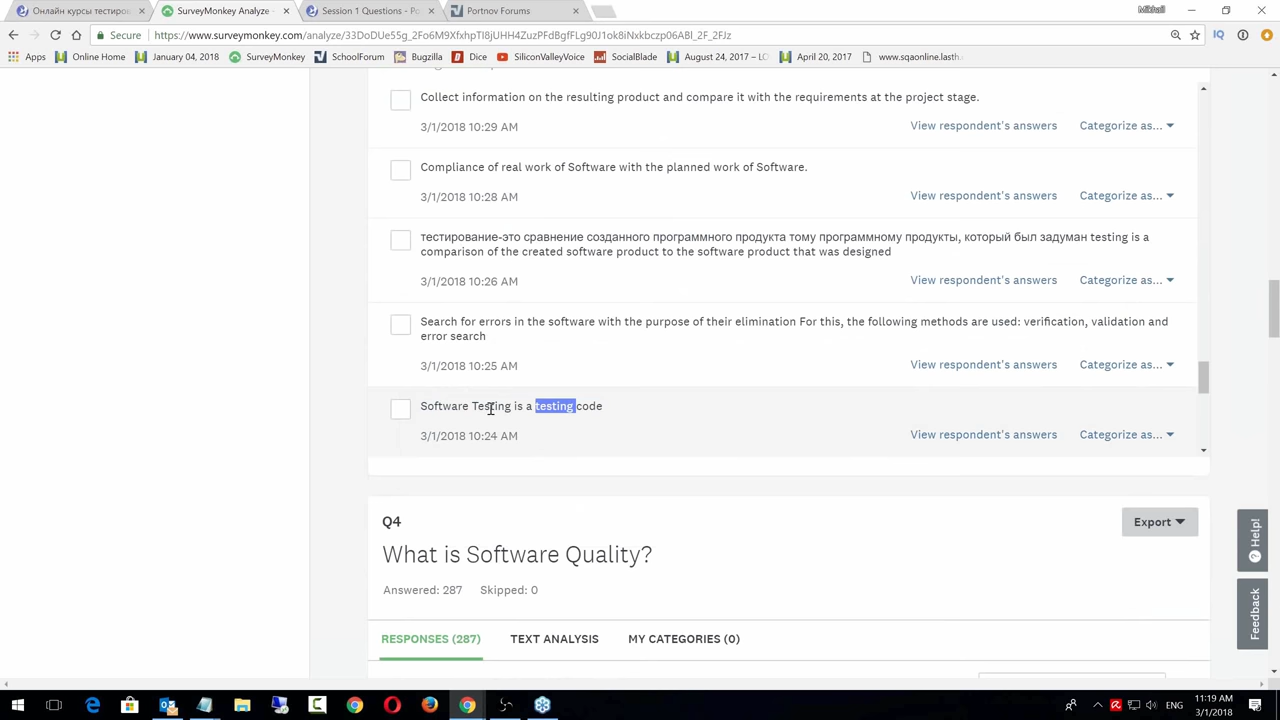 Онлайн курсы тестиров
SurveyMonkey Analyze -
Session 1 Questions - Po
Portnov Forums
Mikhail
Secure
https://www.surveymonkey.com/analyze/33DoDUe55g_2Fo6M9XfxhpTI8jUHH4ZuzPFdBgfFLg90J1ok8iNxkbczp06ABl_2F_2FJz
Apps
Online Home
January 04, 2018
SurveyMonkey
SchoolForum
Bugzilla
Dice
SiliconValleyVoice
SocialBlade
August 24, 2017 – LO
April 20, 2017
www.sqaonline.lasth
Collect information on the resulting product and compare it with the requirements at the project stage.
3/1/2018 10:29 AM
View respondent's answers
Categorize as...
Compliance of real work of Software with the planned work of Software.
3/1/2018 10:28 AM
View respondent's answers
Categorize as...
тестирование-это сравнение созданного программного продукта тому программному продукты, который был задуман testing is a
comparison of the created software product to the software product that was designed
3/1/2018 10:26 AM
View respondent's answers
Categorize as...
Search for errors in the software with the purpose of their elimination For this, the following methods are used: verification, validation and
error search
3/1/2018 10:25 AM
View respondent's answers
Categorize as...
Software Testing is a testing code
3/1/2018 10:24 AM
View respondent's answers
Categorize as...
Q4
Export
What is Software Quality?
Answered: 287
Skipped: 0
RESPONSES (287)
TEXT ANALYSIS
MY CATEGORIES (0)
Help!
Feedback
ENG
11:19 AM
3/1/2018